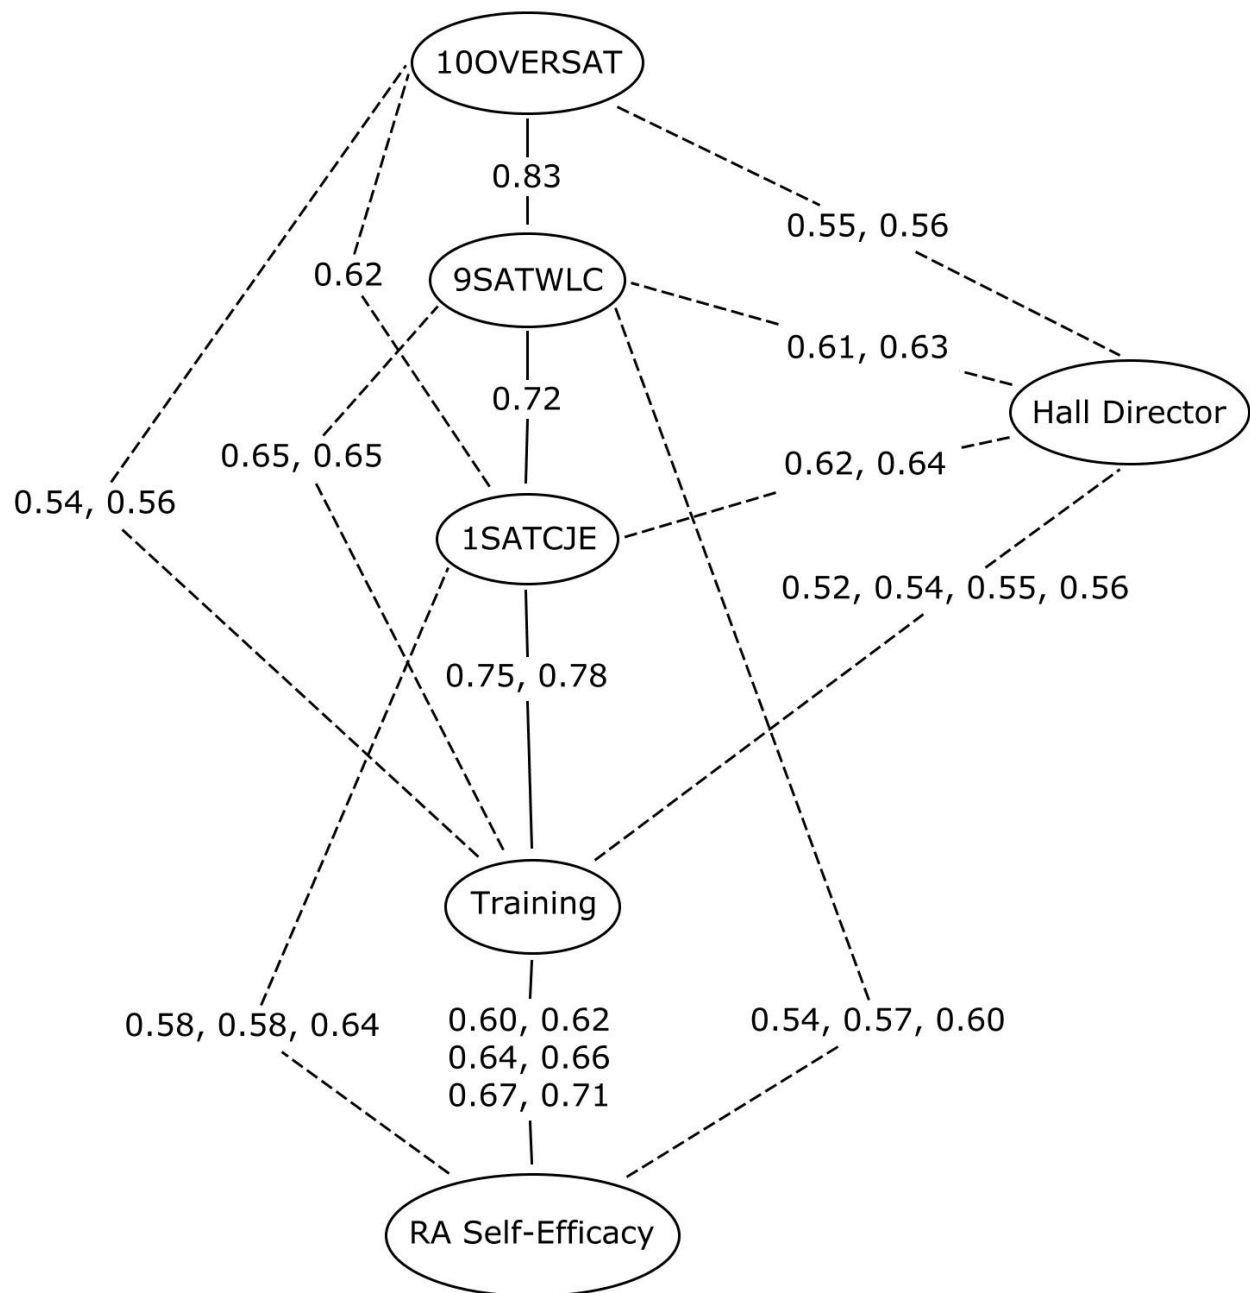 10OVERSAT
0.83
0.55, 0.56
0.62
9SATWLC
0.61, 0.63
0.72
Hall Director
0.65, 0.65
0.62, 0.64
0.54, 0.56
1SATCJE
0.52, 0.54, 0.55, 0.56
0.75, 0.78
Training
0.58, 0.58, 0.64
0.60, 0.62
0.64, 0.66
0.67, 0.71
0.54, 0.57, 0.60
RA Self-Efficacy